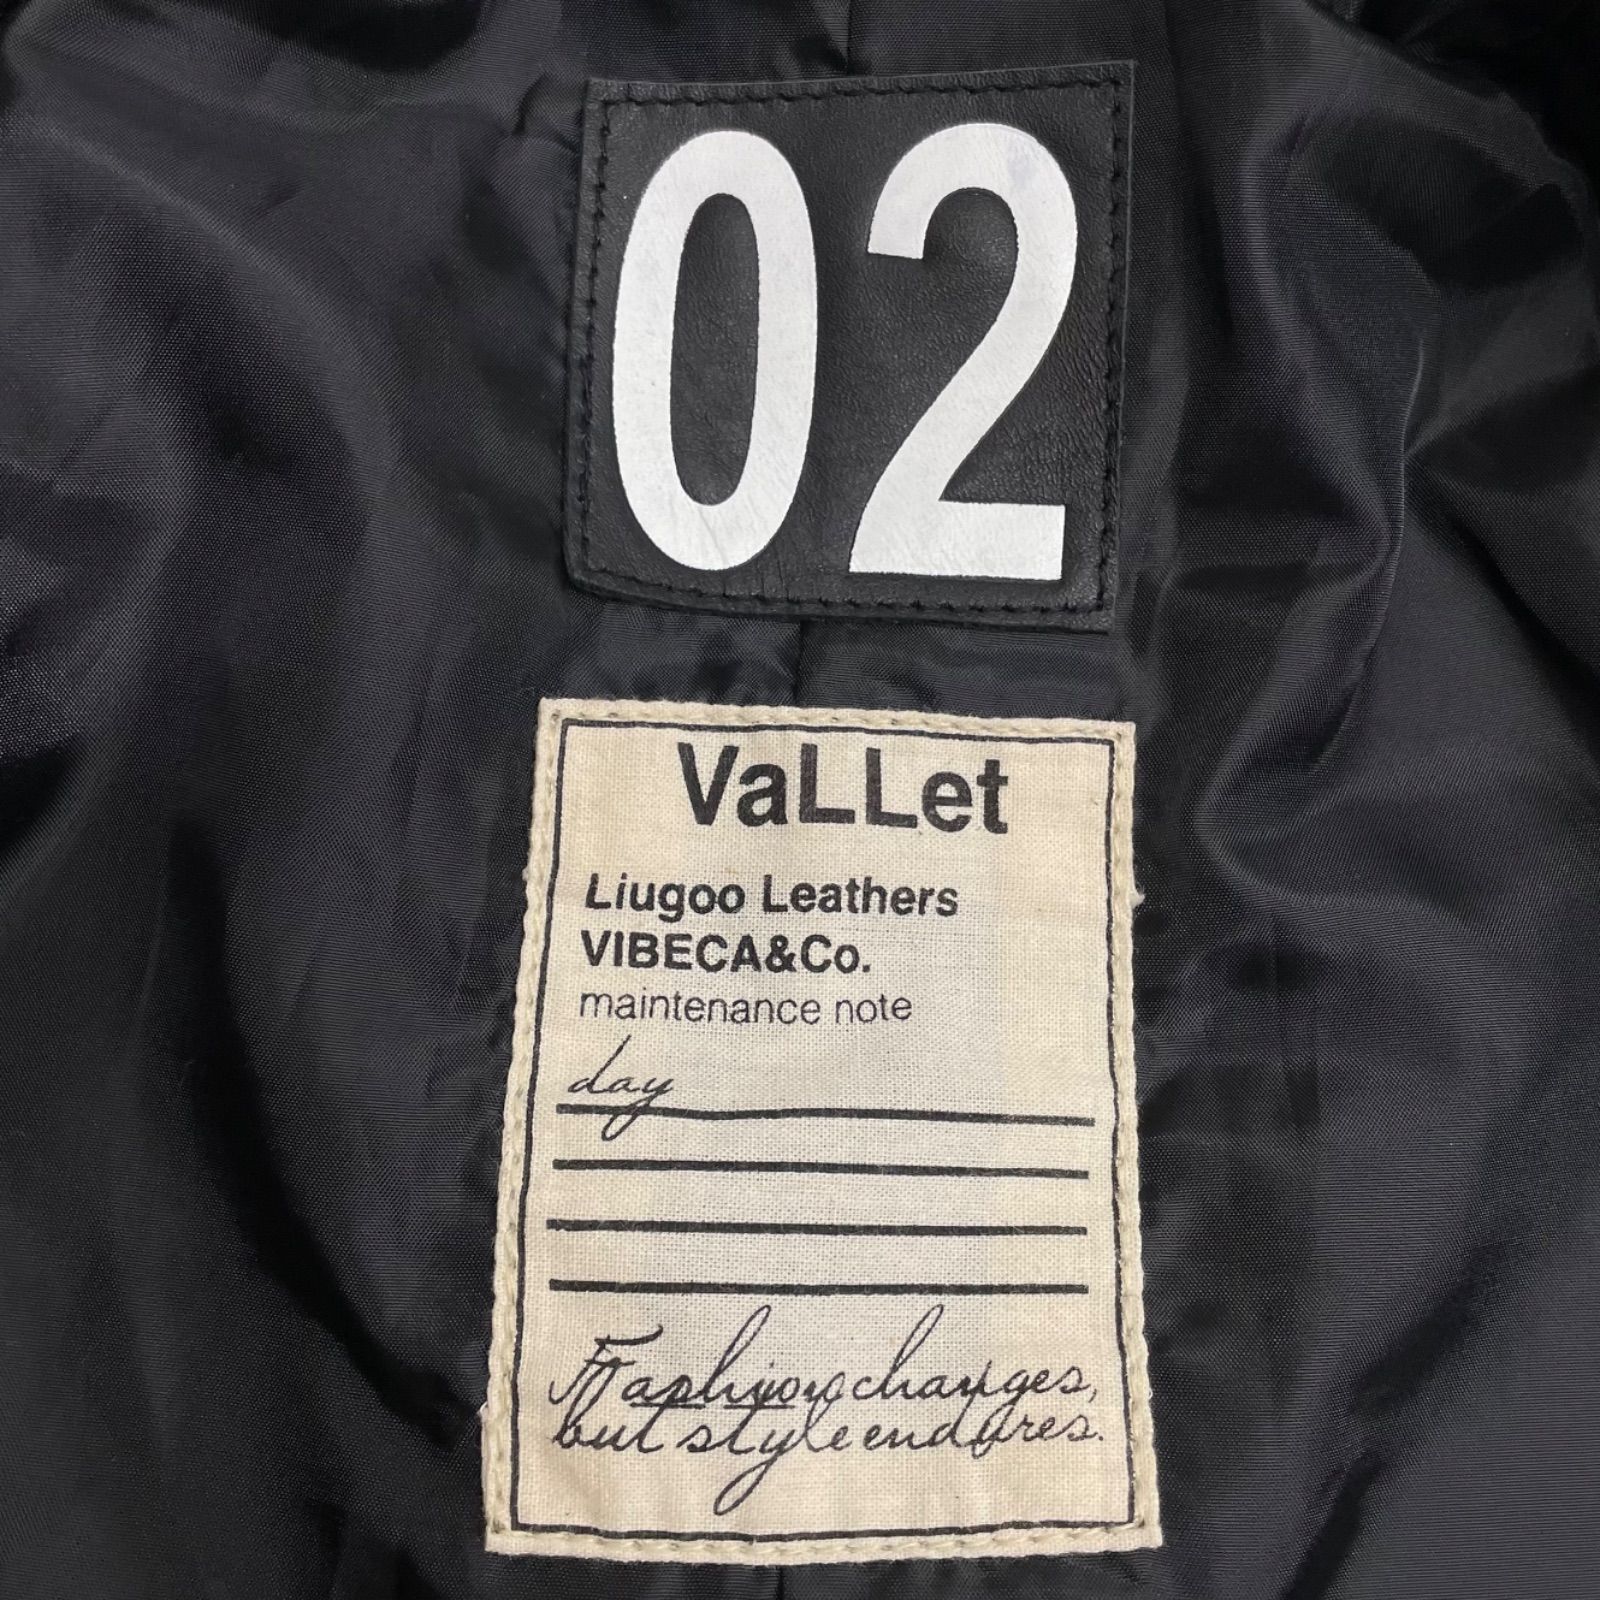 02
VaLLet
Liugoo Leathers
VIBECA&Co.
maintenance note
day
Fashion changes,
but style endures.